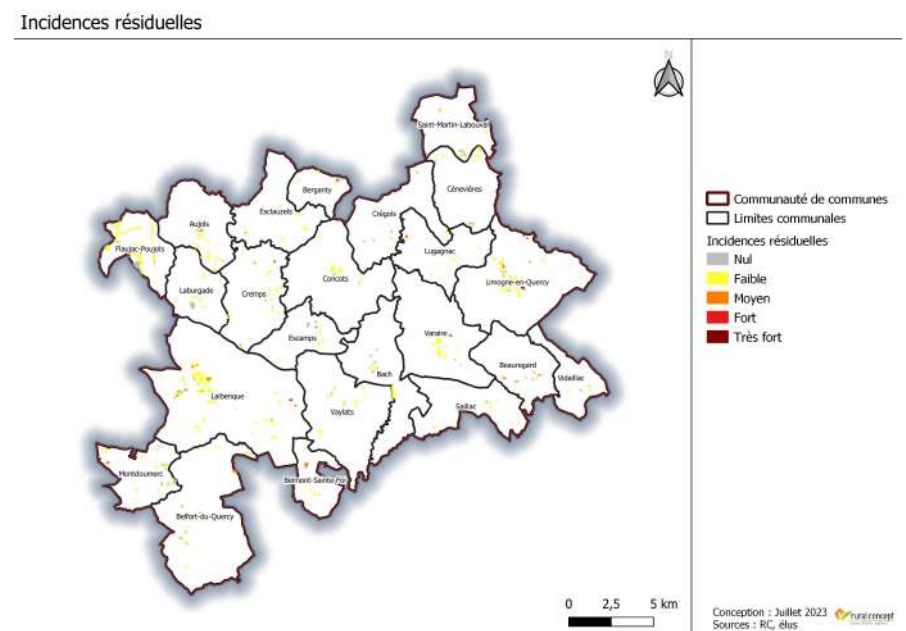 Incidences résiduelles
N
Saint-Martin-Labouval
Cénevières
Berganty
Esclauzels
Crégols
Aujols
Flaujac-Poujols
Lugagnac
Limogne-en-Quercy
Laburgade
Cremps
Concots
Escamps
Varaire
Bach
Beauregard
Vidaillac
Lalbenque
Vaylats
Saillac
Montdoumerc
Belmont-Sainte-Foi
Belfort-du-Quercy
Communauté de communes
Limites communales
Incidences résiduelles
Nul
Faible
Moyen
Fort
Très fort
0 2,5 5 km
Conception : Juillet 2023
rural concept
Sources : RC, élus